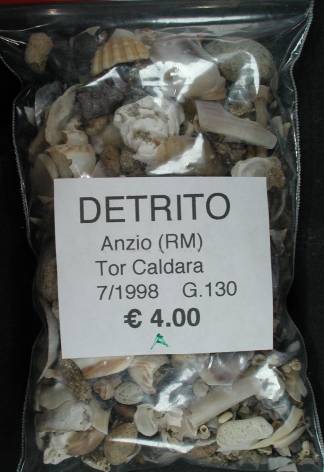 DETRITO
Anzio (RM)
Tor Caldara
7/1998 G.130
€ 4.00